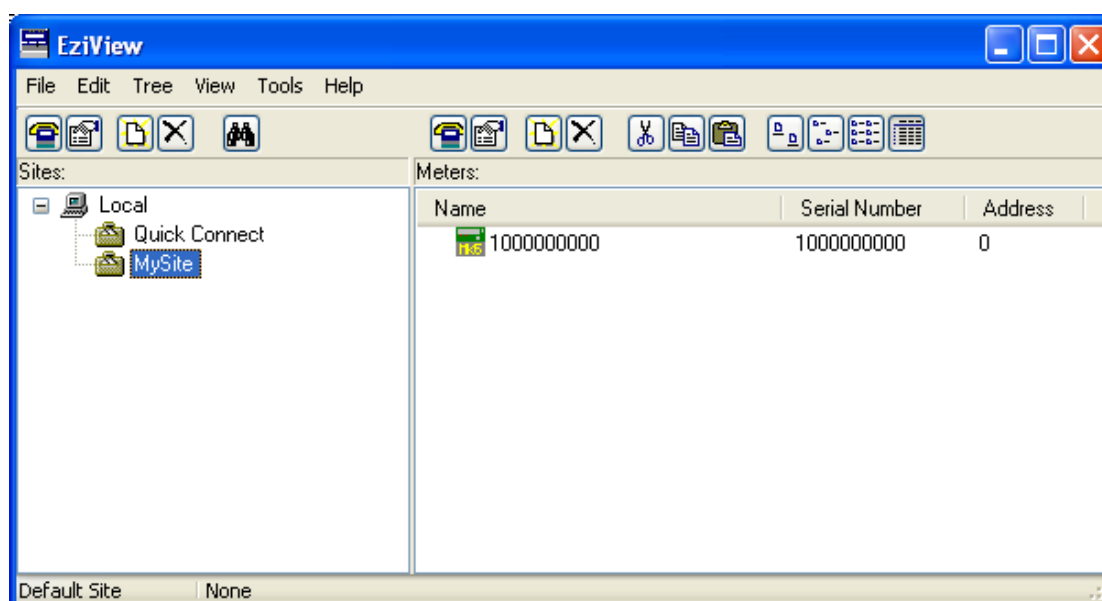 EziView
File Edit Tree View Tools Help
Sites:
Meters:
Local
Quick Connect
MySite
Name Serial Number Address
Mk6 1000000000 1000000000 0
Default Site None